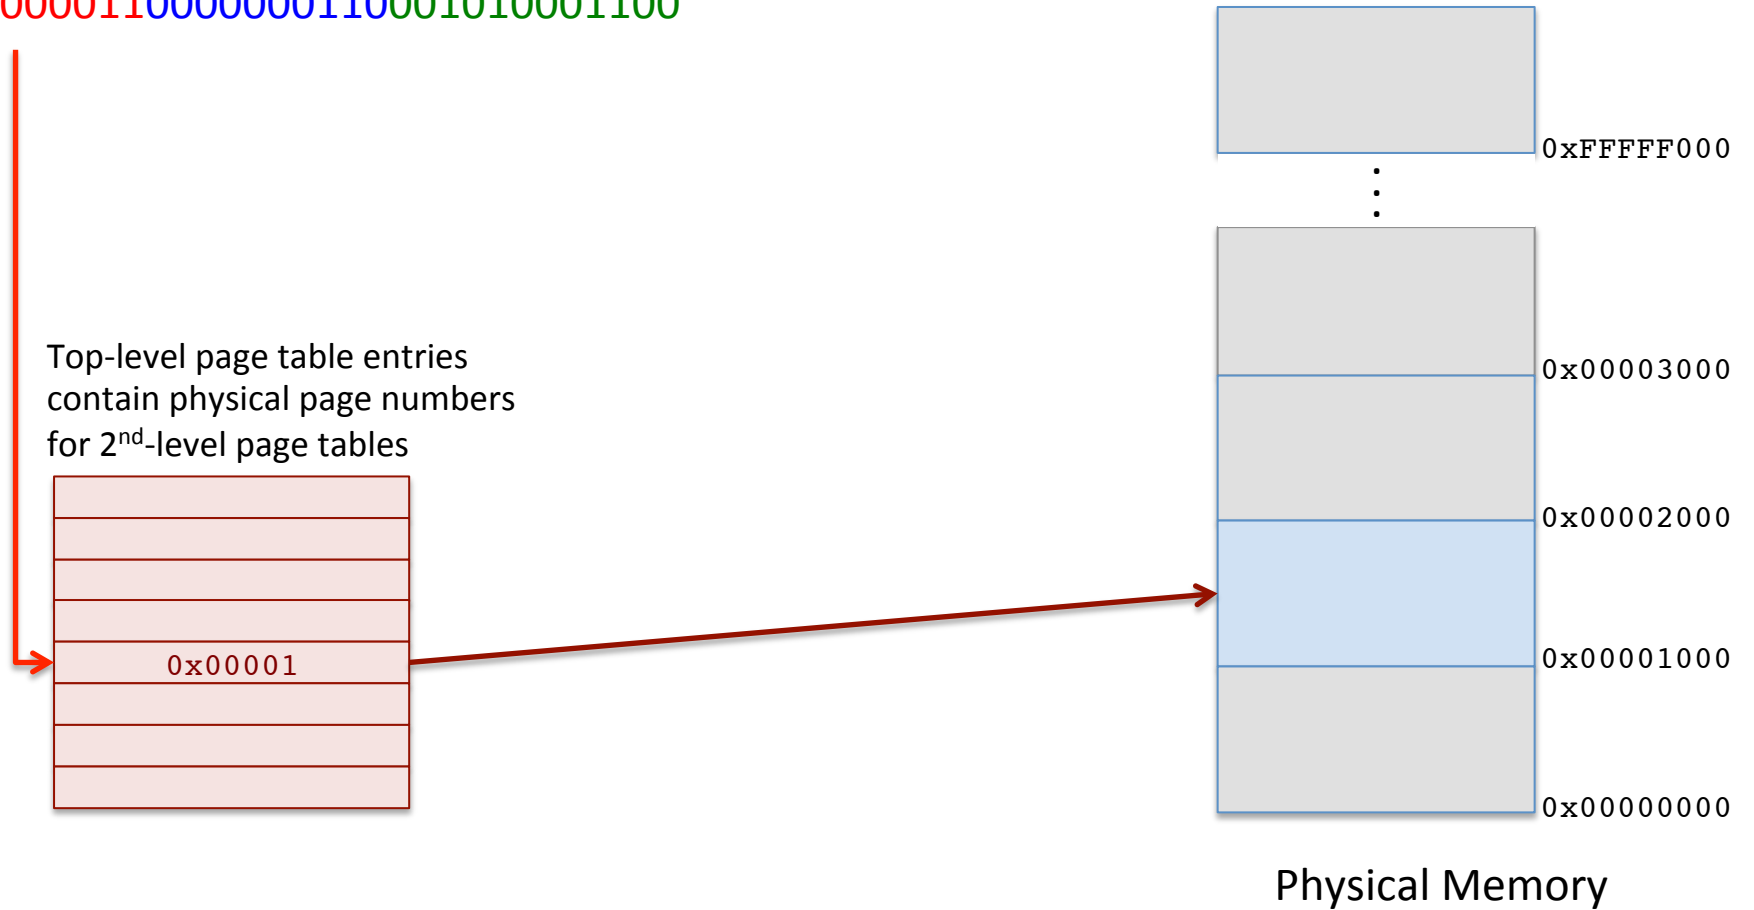 0000110000000110001010001100
0xFFFFF000
.
.
.
0x00003000
Top-level page table entries
contain physical page numbers
for 2nd-level page tables
0x00002000
0x00001
0x00001000
0x00000000
Physical Memory